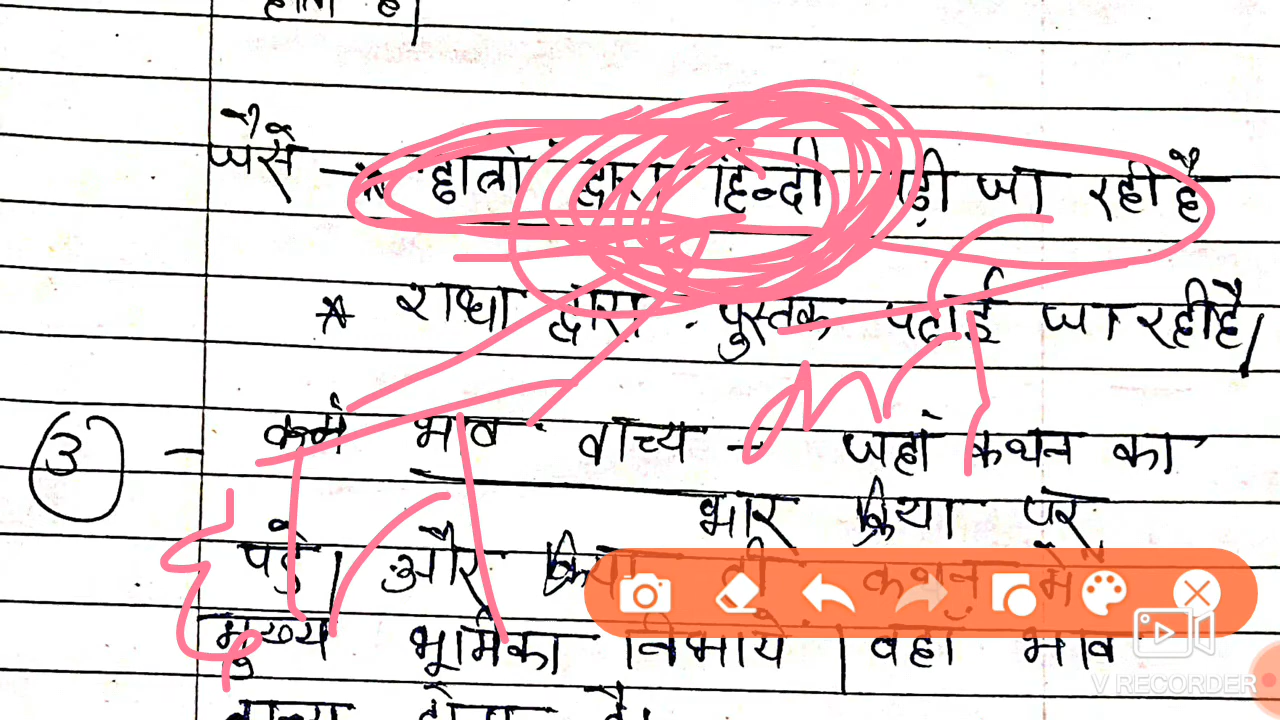 होता है।
जैसे - * छात्रों द्वारा हिन्दी पढ़ी जा रही है
* राधा द्वारा पुस्तक पढाई जा रही है।
3 - कर्म भाव वाच्य - जहां कथन का
भार क्रिया पर
पड़े। और क्रिया ही कथन मे
मुख्य भूमिका निभाये। वहां भाव
वाच्य होता है।
V RECORDER